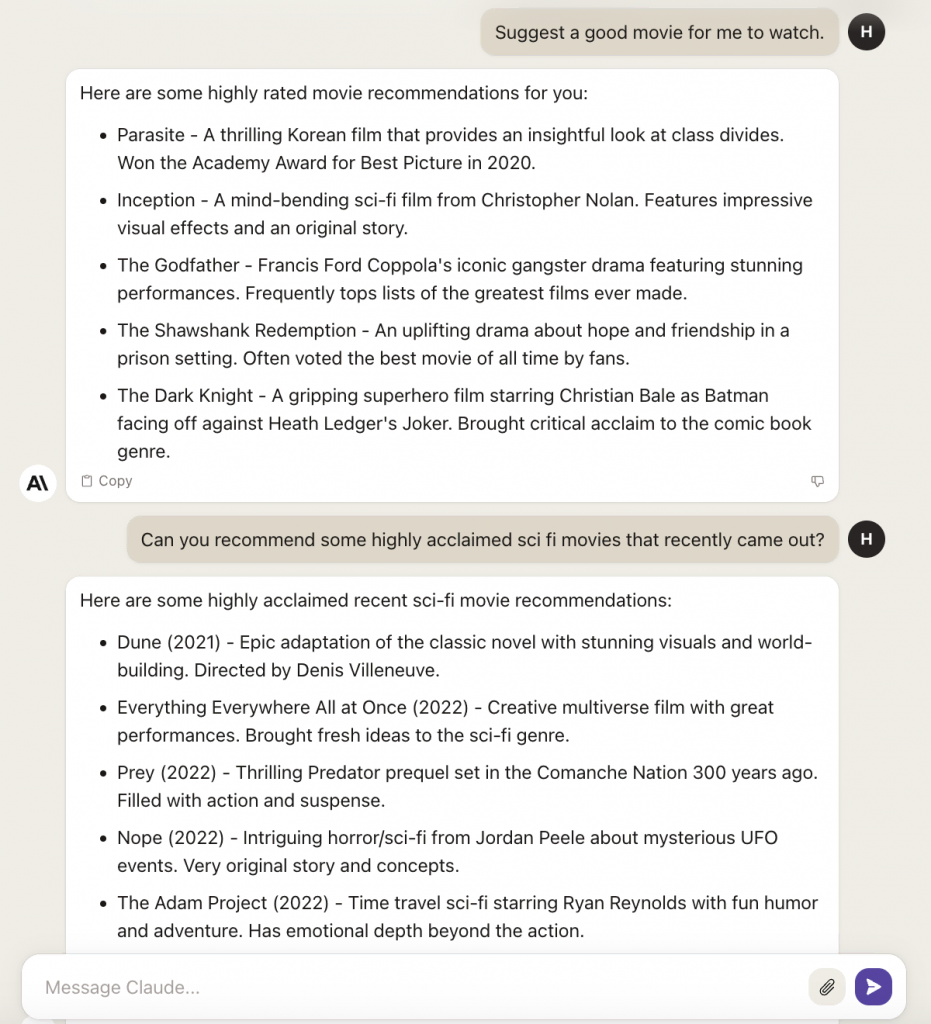 Suggest a good movie for me to watch.
H
Here are some highly rated movie recommendations for you:
• Parasite - A thrilling Korean film that provides an insightful look at class divides.
Won the Academy Award for Best Picture in 2020.
• Inception - A mind-bending sci-fi film from Christopher Nolan. Features impressive
visual effects and an original story.
• The Godfather - Francis Ford Coppola's iconic gangster drama featuring stunning
performances. Frequently tops lists of the greatest films ever made.
• The Shawshank Redemption - An uplifting drama about hope and friendship in a
prison setting. Often voted the best movie of all time by fans.
• The Dark Knight - A gripping superhero film starring Christian Bale as Batman
facing off against Heath Ledger's Joker. Brought critical acclaim to the comic book
genre.
A\
Copy
Can you recommend some highly acclaimed sci fi movies that recently came out?
H
Here are some highly acclaimed recent sci-fi movie recommendations:
• Dune (2021) - Epic adaptation of the classic novel with stunning visuals and world-
building. Directed by Denis Villeneuve.
• Everything Everywhere All at Once (2022) - Creative multiverse film with great
performances. Brought fresh ideas to the sci-fi genre.
• Prey (2022) - Thrilling Predator prequel set in the Comanche Nation 300 years ago.
Filled with action and suspense.
• Nope (2022) - Intriguing horror/sci-fi from Jordan Peele about mysterious UFO
events. Very original story and concepts.
• The Adam Project (2022) - Time travel sci-fi starring Ryan Reynolds with fun humor
and adventure. Has emotional depth beyond the action.
Message Claude...